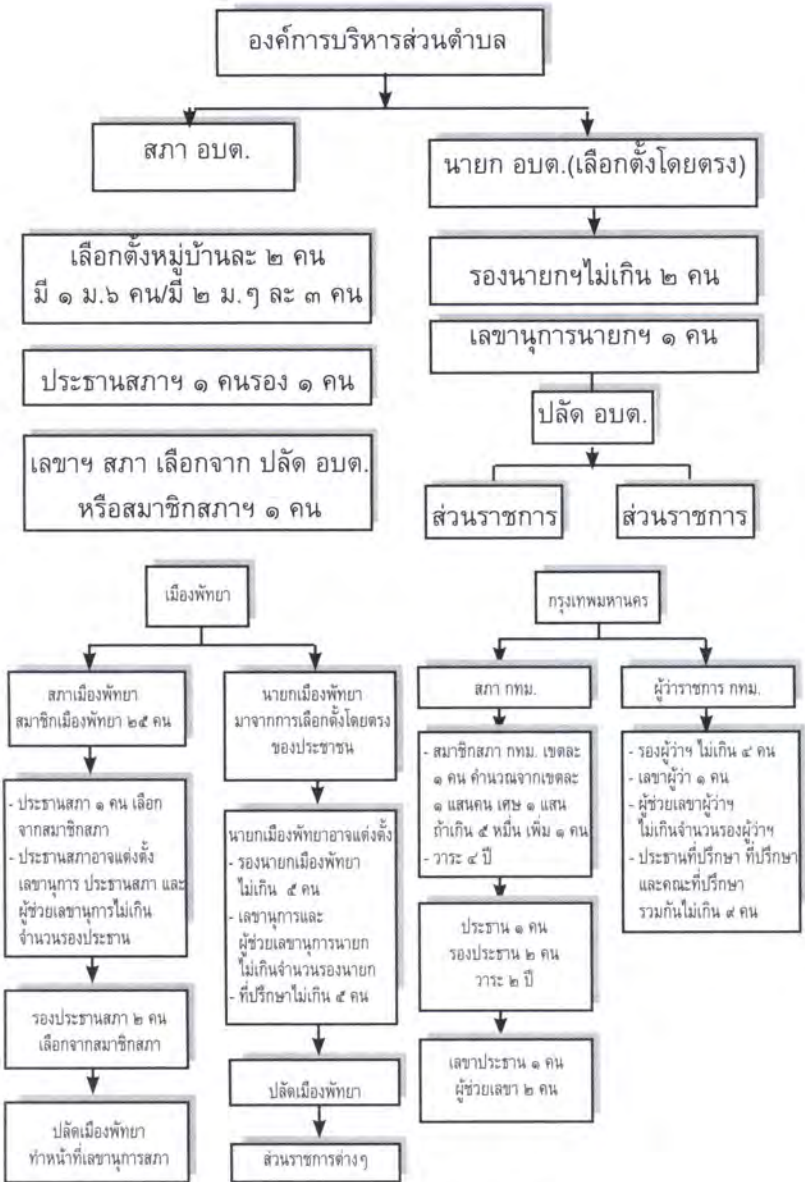 องค์การบริหารส่วนตำบล
สภา อบต.
นายก อบต.(เลือกตั้งโดยตรง)
เลือกตั้งหมู่บ้านละ ๒ คน
มี ๑ ม.๖ คน/มี ๒ ม.ๆ ละ ๓ คน
รองนายกฯไม่เกิน ๒ คน
เลขานุการนายกฯ ๑ คน
ประธานสภาฯ ๑ คนรอง ๑ คน
ปลัด อบต.
เลขาฯ สภา เลือกจาก ปลัด อบต.
หรือสมาชิกสภาฯ ๑ คน
ส่วนราชการ
ส่วนราชการ
เมืองพัทยา
สภาเมืองพัทยา
สมาชิกเมืองพัทยา ๒๕ คน
- ประธานสภา ๑ คน เลือก
จากสมาชิกสภา
- ประธานสภาอาจแต่งตั้ง
เลขานุการ ประธานสภา และ
ผู้ช่วยเลขานุการไม่เกิน
จำนวนรองประธาน
รองประธานสภา ๒ คน
เลือกจากสมาชิกสภา
ปลัดเมืองพัทยา
ทำหน้าที่เลขานุการสภา
นายกเมืองพัทยา
มาจากการเลือกตั้งโดยตรง
ของประชาชน
นายกเมืองพัทยาอาจแต่งตั้ง
- รองนายกเมืองพัทยา
ไม่เกิน ๕ คน
- เลขานุการและ
ผู้ช่วยเลขานุการนายก
ไม่เกินจำนวนรองนายก
- ที่ปรึกษาไม่เกิน ๕ คน
ปลัดเมืองพัทยา
ส่วนราชการต่างๆ
กรุงเทพมหานคร
สภา กทม.
- สมาชิกสภา กทม. เขตละ
๑ คน คำนวณจากเขตละ
๑ แสนคน เศษ ๑ แสน
ถ้าเกิน ๕ หมื่น เพิ่ม ๑ คน
- วาระ ๔ ปี
ประธาน ๑ คน
รองประธาน ๒ คน
วาระ ๒ ปี
เลขาประธาน ๑ คน
ผู้ช่วยเลขา ๒ คน
ผู้ว่าราชการ กทม.
- รองผู้ว่าฯ ไม่เกิน ๔ คน
- เลขาผู้ว่า ๑ คน
- ผู้ช่วยเลขาผู้ว่าฯ
ไม่เกินจำนวนรองผู้ว่าฯ
- ประธานที่ปรึกษา ที่ปรึกษา
และคณะที่ปรึกษา
รวมกันไม่เกิน ๙ คน